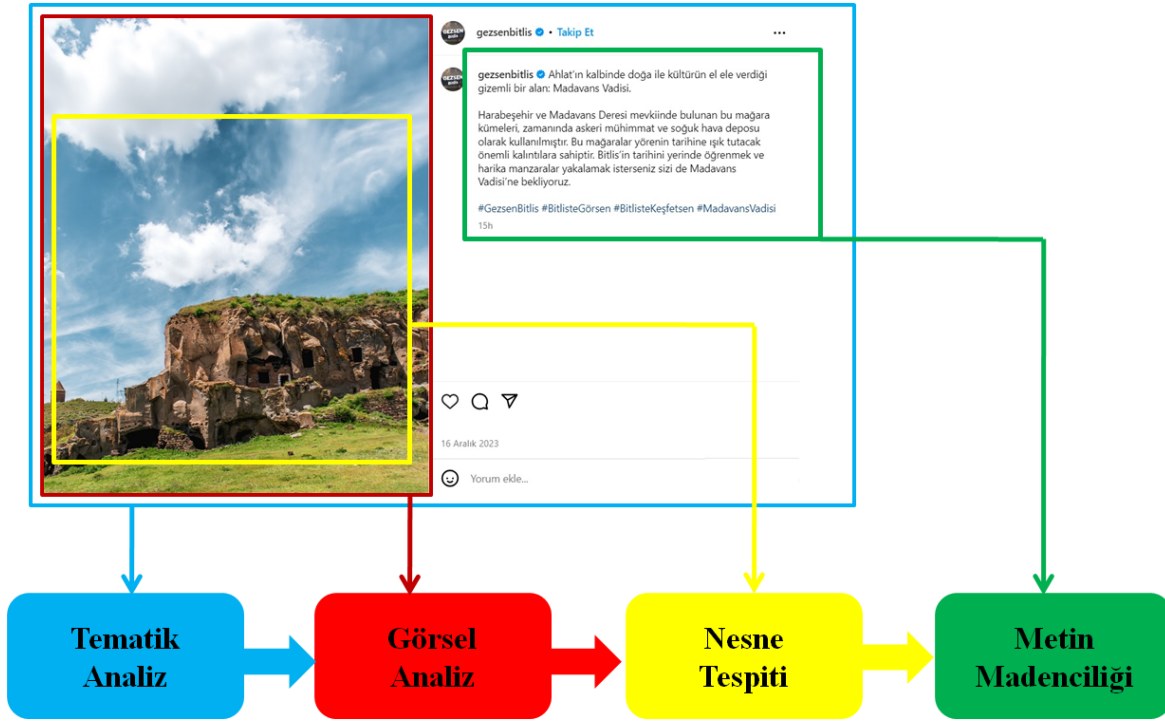 gezsenbitlis • Takip Et
gezsenbitlis Ahlat'ın kalbinde doğa ile kültürün el ele verdiği
gizemli bir alan: Madavans Vadisi.
Harabeşehir ve Madavans Deresi mevkiinde bulunan bu mağara
kümeleri, zamanında askeri mühimmat ve soğuk hava deposu
olarak kullanılmıştır. Bu mağaralar yörenin tarihine ışık tutacak
önemli kalıntılara sahiptir. Bitlis'in tarihini yerinde öğrenmek ve
harika manzaralar yakalamak isterseniz sizi de Madavans
Vadisi'ne bekliyoruz.
#GezsenBitlis #BitlisteGörsen #BitlisteKeşfetsen #MadavansVadisi
15h
16 Aralık 2023
Yorum ekle...
Tematik
Analiz
Görsel
Analiz
Nesne
Tespiti
Metin
Madenciliği